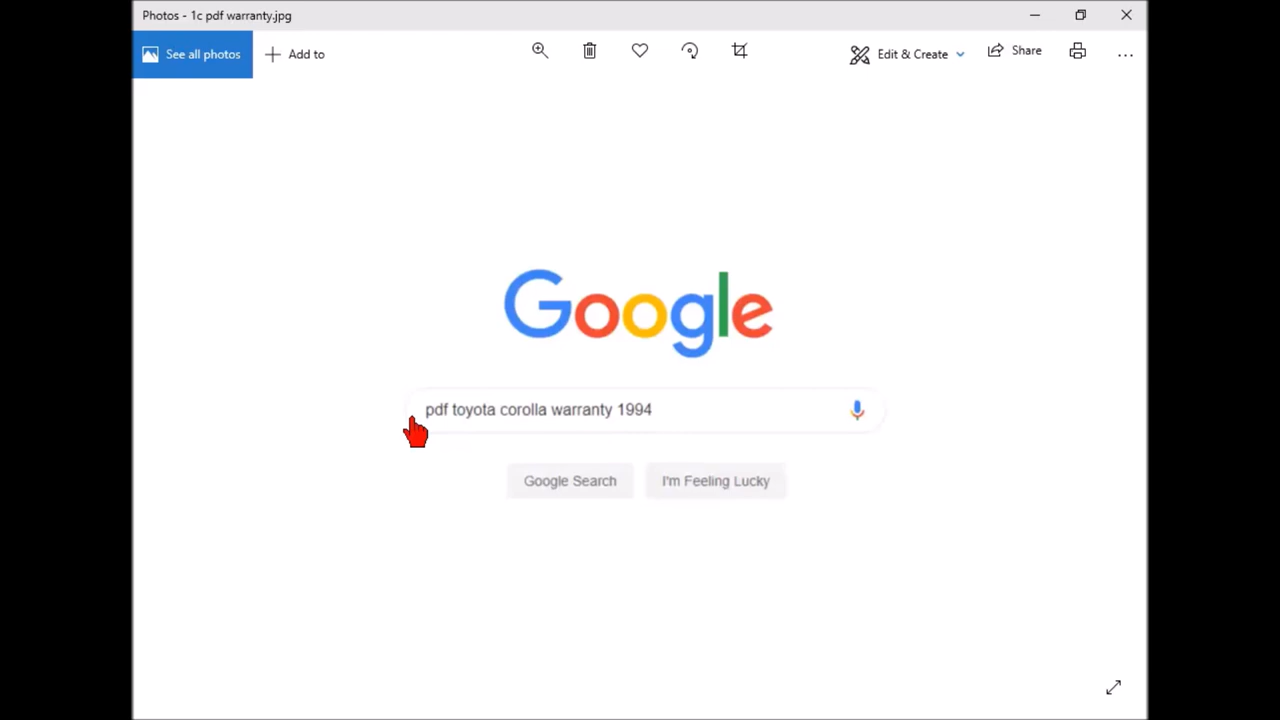 Photos - 1c pdf warranty.jpg
See all photos
Add to
Edit & Create
Share
Google
pdf toyota corolla warranty 1994
Google Search
I'm Feeling Lucky